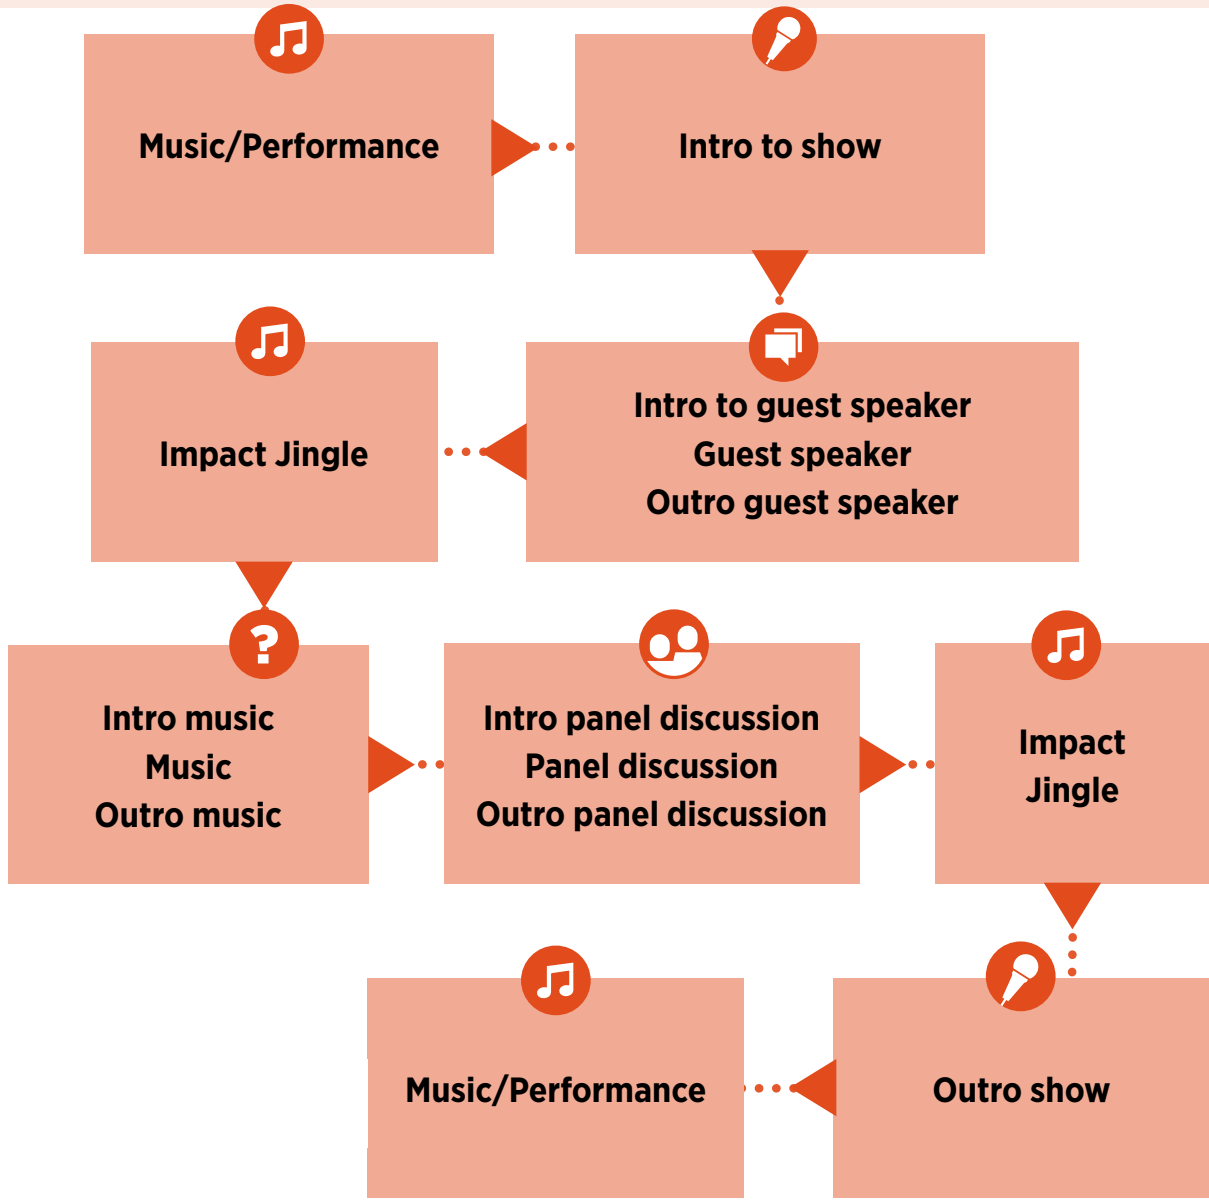 Music/Performance
Intro to show
Intro to guest speaker
Guest speaker
Outro guest speaker
Impact Jingle
Intro music
Music
Outro music
Intro panel discussion
Panel discussion
Outro panel discussion
Impact
Jingle
Outro show
Music/Performance